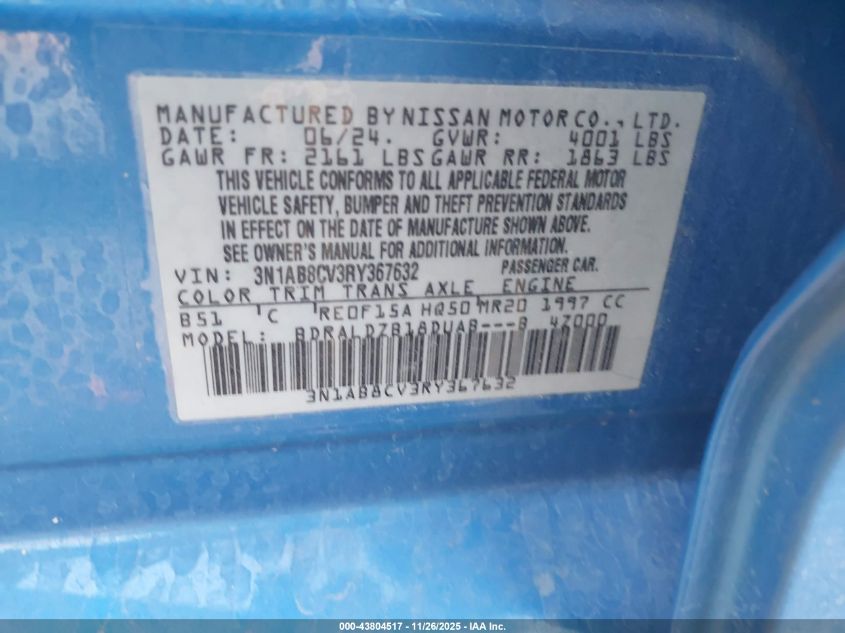 MANUFACTURED BY NISSAN MOTOR CO., LTD.
DATE: 06/24. GVWR: 4001 LBS
GAWR FR: 2161 LBS GAWR RR: 1863 LBS
THIS VEHICLE CONFORMS TO ALL APPLICABLE FEDERAL MOTOR
VEHICLE SAFETY, BUMPER AND THEFT PREVENTION STANDARDS
IN EFFECT ON THE DATE OF MANUFACTURE SHOWN ABOVE.
SEE OWNER'S MANUAL FOR ADDITIONAL INFORMATION.
VIN: 3N1AB8CV3RY367632 PASSENGER CAR.
COLOR TRIM TRANS AXLE ENGINE
B51 C RE0F15A HQ50 MR20 1997 CC
MODEL: BDRALDZB18DUAB---B 4Z000
3N1AB8CV3RY367632
000-43804517 - 11/26/2025 - IAA Inc.